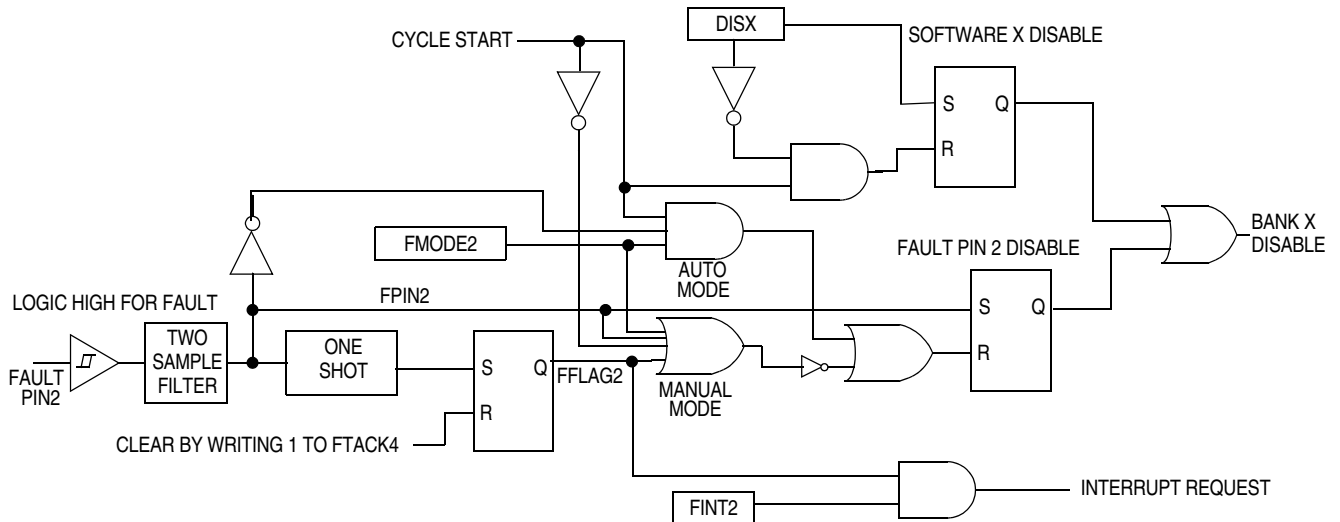 DISX
CYCLE START
SOFTWARE X DISABLE
S
Q
R
FMODE2
AUTO
MODE
BANK X
DISABLE
FAULT PIN 2 DISABLE
LOGIC HIGH FOR FAULT
FPIN2
S
Q
R
TWO
SAMPLE
FILTER
ONE
SHOT
FAULT
PIN2
S
Q
R
FFLAG2
MANUAL
MODE
CLEAR BY WRITING 1 TO FTACK4
FINT2
INTERRUPT REQUEST